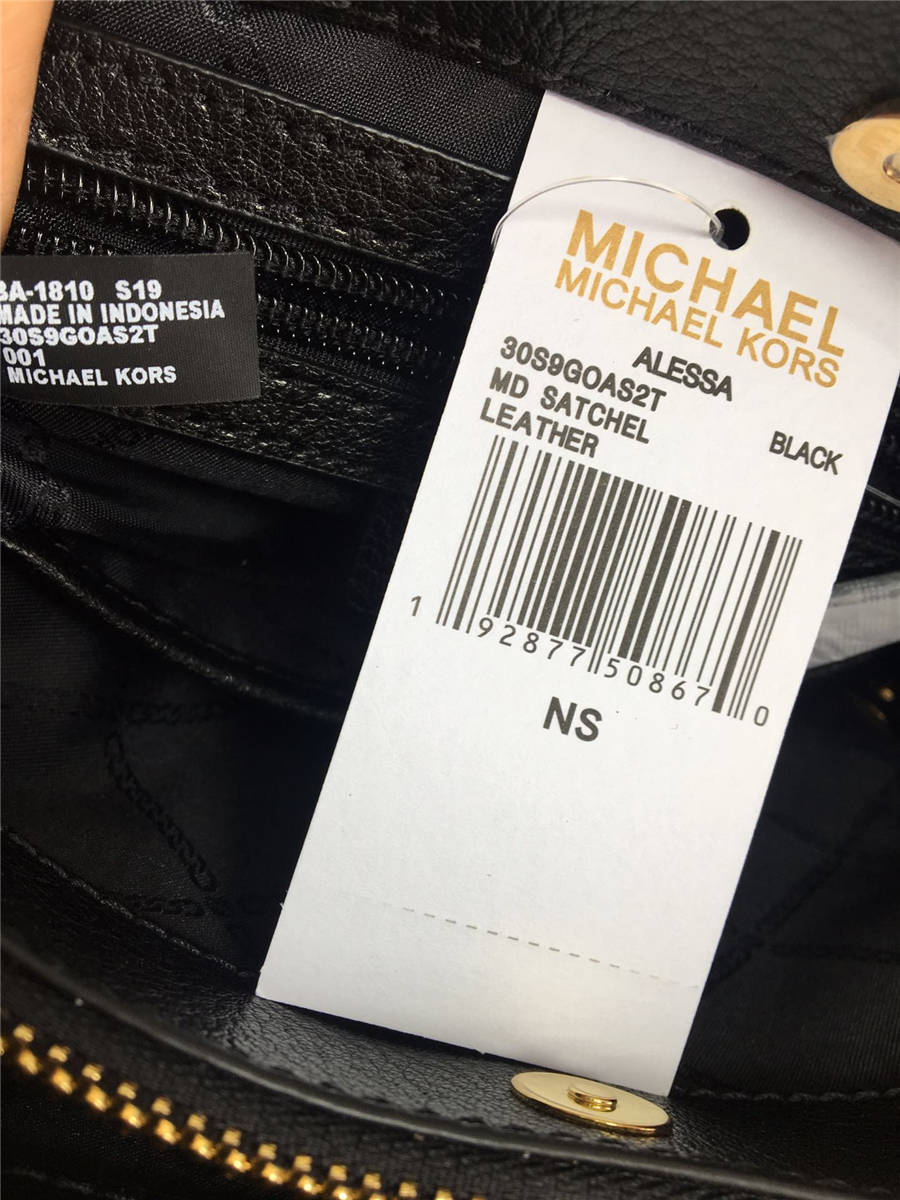 BA-1810 S19
MADE IN INDONESIA
30S9GOAS2T
001
MICHAEL KORS
MICHAEL
MICHAEL KORS
ALESSA
30S9GOAS2T
MD SATCHEL
LEATHER
BLACK
1 92877 50867 0
NS